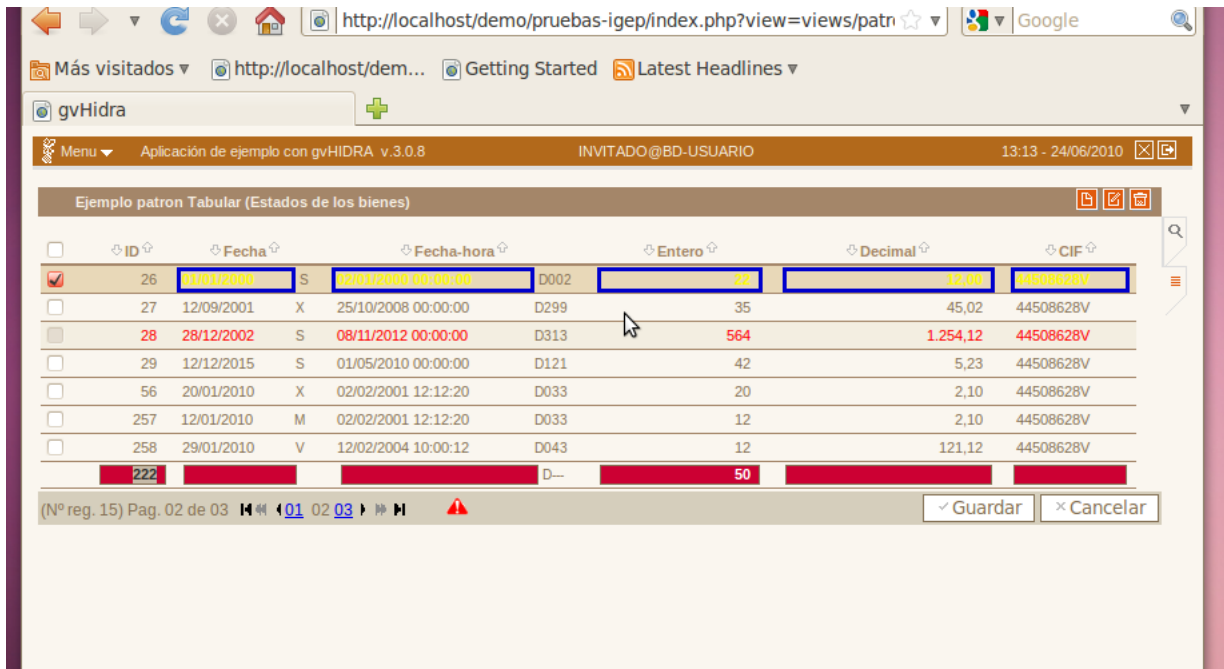 http://localhost/demo/pruebas-igep/index.php?view=views/patr Google
Más visitados http://localhost/dem... Getting Started Latest Headlines
gvHidra
Menu Aplicación de ejemplo con gvHIDRA v.3.0.8 INVITADO@BD-USUARIO 13:13 - 24/06/2010
Ejemplo patron Tabular (Estados de los bienes)
ID Fecha Fecha-hora Entero Decimal CIF
26 01/01/2000 S 02/01/2000 00:00:00 D002 22 12,00 44508628V
27 12/09/2001 X 25/10/2008 00:00:00 D299 35 45,02 44508628V
28 28/12/2002 S 08/11/2012 00:00:00 D313 564 1.254,12 44508628V
29 12/12/2015 S 01/05/2010 00:00:00 D121 42 5,23 44508628V
56 20/01/2010 X 02/02/2001 12:12:20 D033 20 2,10 44508628V
257 12/01/2010 M 02/02/2001 12:12:20 D033 12 2,10 44508628V
258 29/01/2010 V 12/02/2004 10:00:12 D043 12 121,12 44508628V
222 D--- 50
(Nº reg. 15) Pag. 02 de 03 01 02 03 Guardar Cancelar